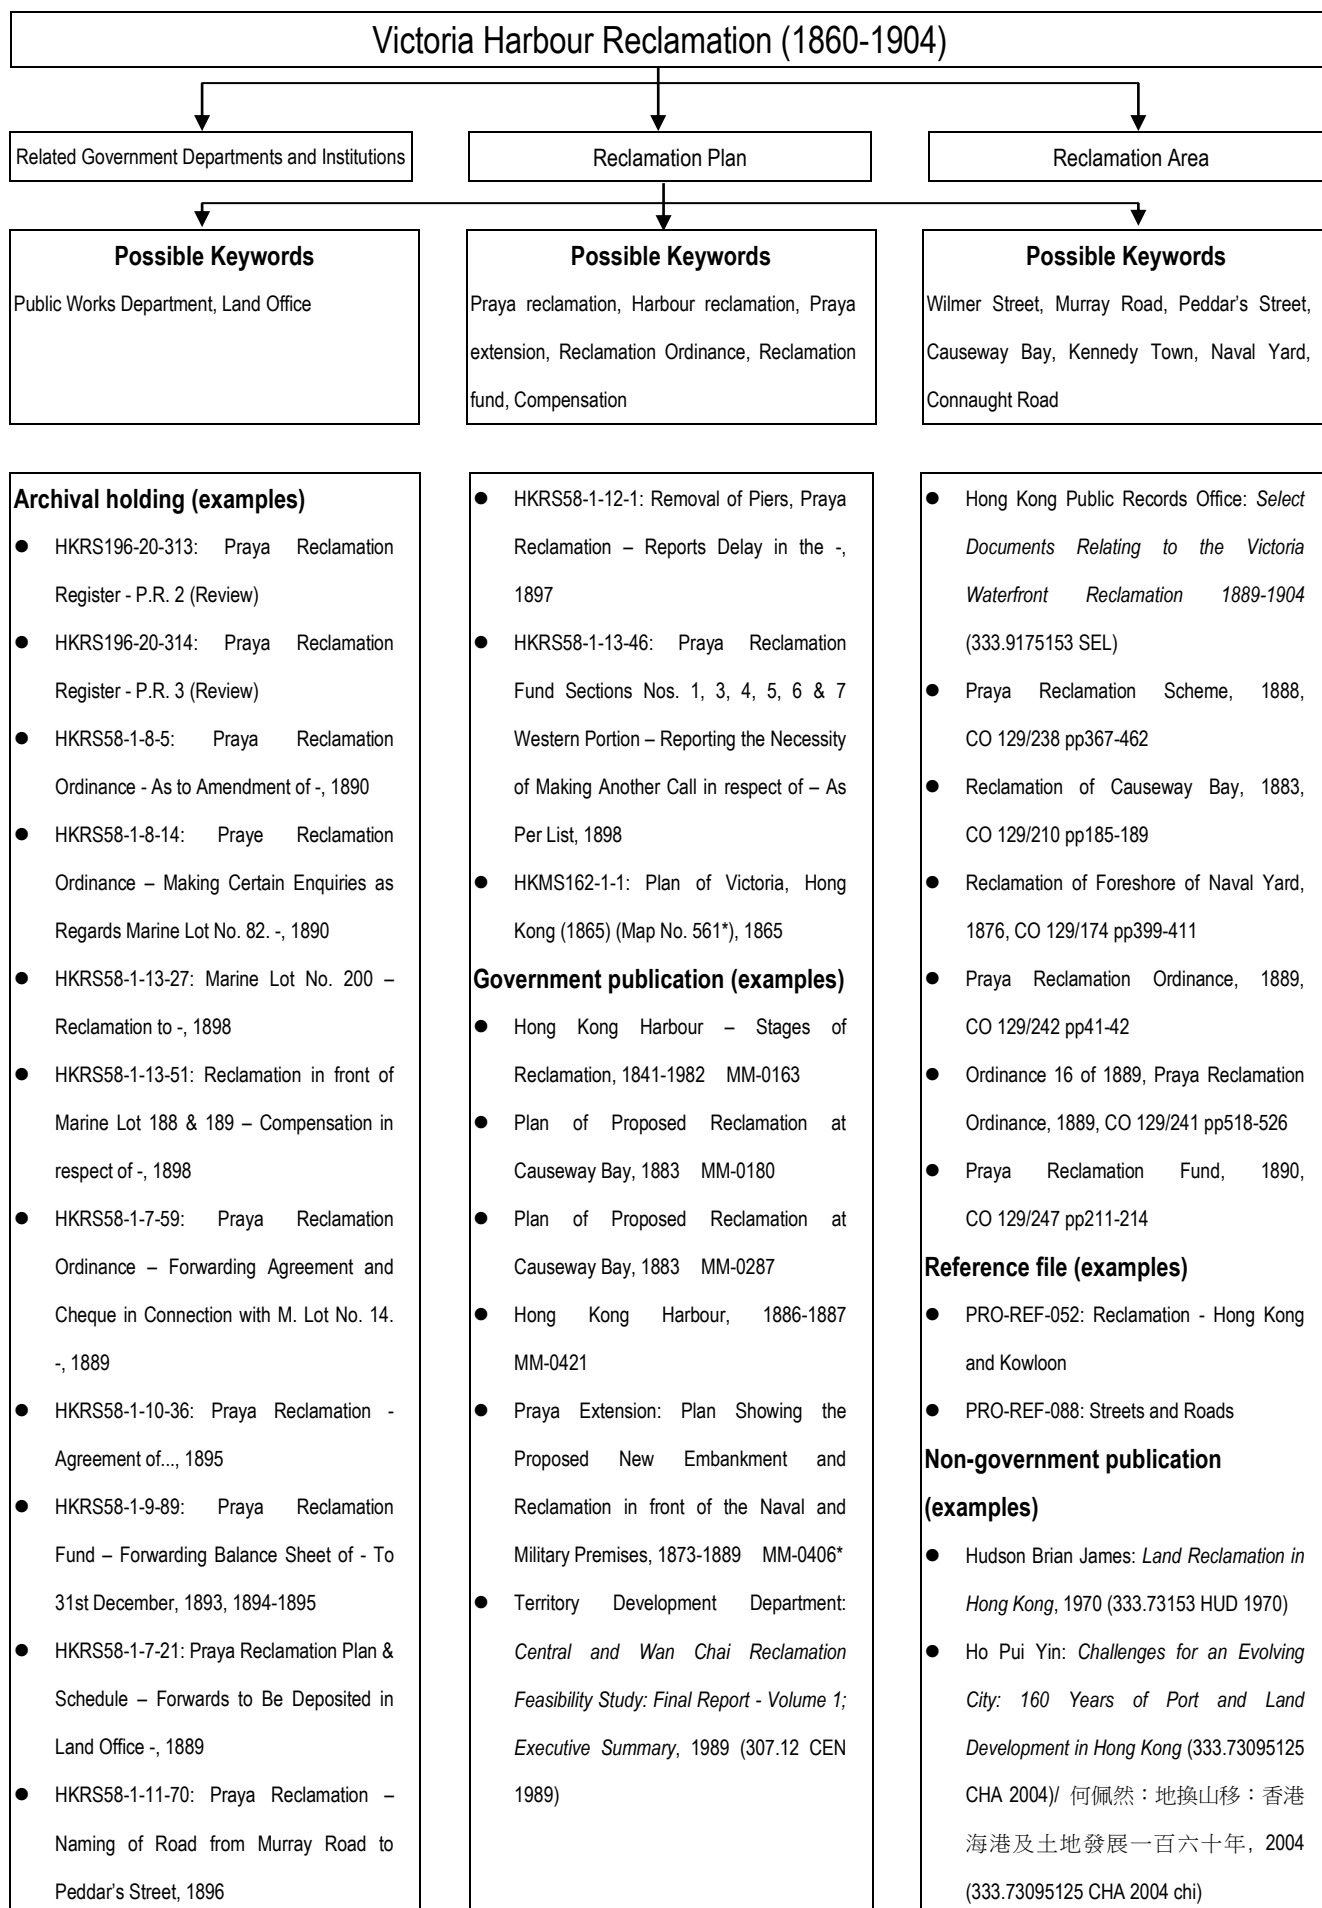 Victoria Harbour Reclamation (1860-1904)
Related Government Departments and Institutions
Reclamation Plan
Reclamation Area
Possible Keywords
Public Works Department, Land Office
Possible Keywords
Praya reclamation, Harbour reclamation, Praya
extension, Reclamation Ordinance, Reclamation
fund, Compensation
Possible Keywords
Wilmer Street, Murray Road, Peddar's Street,
Causeway Bay, Kennedy Town, Naval Yard,
Connaught Road
Archival holding (examples)
● HKRS196-20-313: Praya Reclamation
Register - P.R. 2 (Review)
● HKRS196-20-314: Praya Reclamation
Register - P.R. 3 (Review)
● HKRS58-1-8-5: Praya Reclamation
Ordinance - As to Amendment of -, 1890
● HKRS58-1-8-14: Praye Reclamation
Ordinance – Making Certain Enquiries as
Regards Marine Lot No. 82. -, 1890
● HKRS58-1-13-27: Marine Lot No. 200 –
Reclamation to -, 1898
● HKRS58-1-13-51: Reclamation in front of
Marine Lot 188 & 189 – Compensation in
respect of -, 1898
● HKRS58-1-7-59: Praya Reclamation
Ordinance – Forwarding Agreement and
Cheque in Connection with M. Lot No. 14.
-, 1889
● HKRS58-1-10-36: Praya Reclamation -
Agreement of..., 1895
● HKRS58-1-9-89: Praya Reclamation
Fund – Forwarding Balance Sheet of - To
31st December, 1893, 1894-1895
● HKRS58-1-7-21: Praya Reclamation Plan &
Schedule – Forwards to Be Deposited in
Land Office -, 1889
● HKRS58-1-11-70: Praya Reclamation –
Naming of Road from Murray Road to
Peddar's Street, 1896
● HKRS58-1-12-1: Removal of Piers, Praya
Reclamation – Reports Delay in the -,
1897
● HKRS58-1-13-46: Praya Reclamation
Fund Sections Nos. 1, 3, 4, 5, 6 & 7
Western Portion – Reporting the Necessity
of Making Another Call in respect of – As
Per List, 1898
● HKMS162-1-1: Plan of Victoria, Hong
Kong (1865) (Map No. 561*), 1865
Government publication (examples)
● Hong Kong Harbour – Stages of
Reclamation, 1841-1982 MM-0163
● Plan of Proposed Reclamation at
Causeway Bay, 1883 MM-0180
● Plan of Proposed Reclamation at
Causeway Bay, 1883 MM-0287
● Hong Kong Harbour, 1886-1887
MM-0421
● Praya Extension: Plan Showing the
Proposed New Embankment and
Reclamation in front of the Naval and
Military Premises, 1873-1889 MM-0406*
● Territory Development Department:
Central and Wan Chai Reclamation
Feasibility Study: Final Report - Volume 1;
Executive Summary, 1989 (307.12 CEN
1989)
● Hong Kong Public Records Office: Select
Documents Relating to the Victoria
Waterfront Reclamation 1889-1904
(333.9175153 SEL)
● Praya Reclamation Scheme, 1888,
CO 129/238 pp367-462
● Reclamation of Causeway Bay, 1883,
CO 129/210 pp185-189
● Reclamation of Foreshore of Naval Yard,
1876, CO 129/174 pp399-411
● Praya Reclamation Ordinance, 1889,
CO 129/242 pp41-42
● Ordinance 16 of 1889, Praya Reclamation
Ordinance, 1889, CO 129/241 pp518-526
● Praya Reclamation Fund, 1890,
CO 129/247 pp211-214
Reference file (examples)
● PRO-REF-052: Reclamation - Hong Kong
and Kowloon
● PRO-REF-088: Streets and Roads
Non-government publication
(examples)
● Hudson Brian James: Land Reclamation in
Hong Kong, 1970 (333.73153 HUD 1970)
● Ho Pui Yin: Challenges for an Evolving
City: 160 Years of Port and Land
Development in Hong Kong (333.73095125
CHA 2004)/ 何佩然：地換山移：香港
海港及土地發展一百六十年, 2004
(333.73095125 CHA 2004 chi)